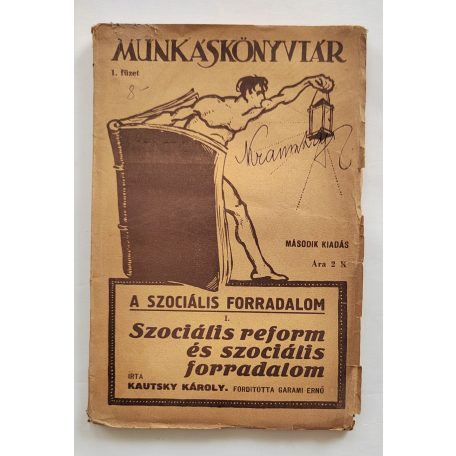 MUNKÁSKÖNYVTÁR
1. füzet
8-
MÁSODIK KIADÁS
Ára 2 K
A SZOCIÁLIS FORRADALOM
I.
Szociális reform
és szociális
forradalom
IRTA
KAUTSKY KÁROLY. FORDITOTTA GARAMI ERNŐ